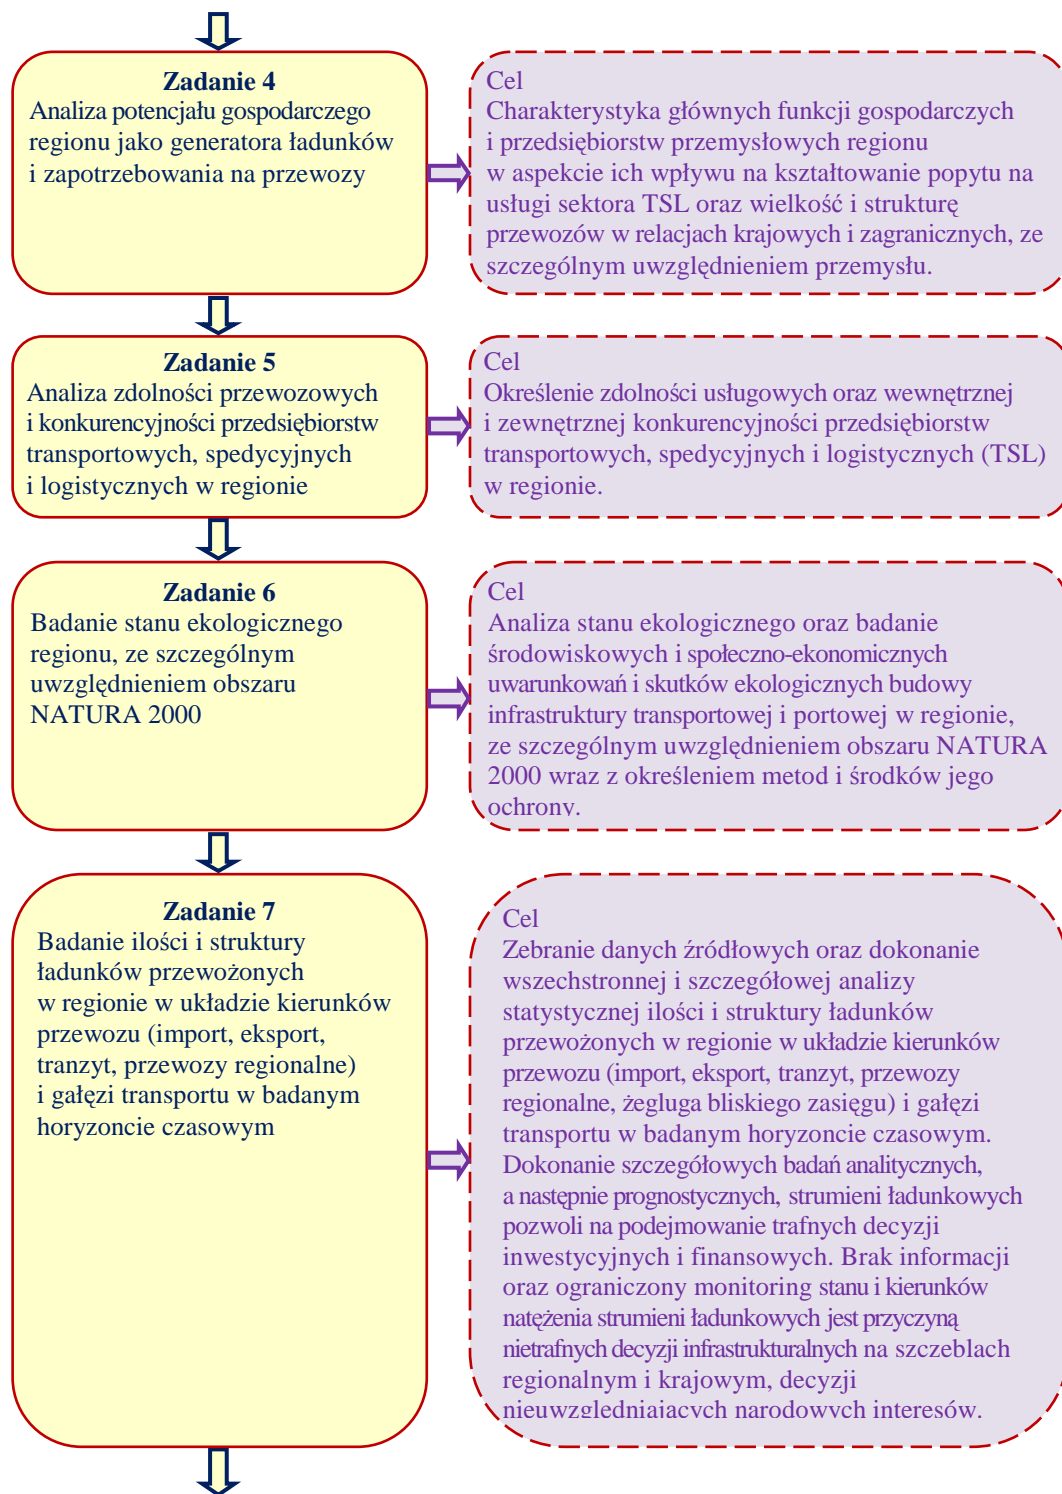 Zadanie 4
Analiza potencjału gospodarczego
regionu jako generatora ładunków
i zapotrzebowania na przewozy
Cel
Charakterystyka głównych funkcji gospodarczych
i przedsiębiorstw przemysłowych regionu
w aspekcie ich wpływu na kształtowanie popytu na
usługi sektora TSL oraz wielkość i strukturę
przewozów w relacjach krajowych i zagranicznych, ze
szczególnym uwzględnieniem przemysłu.
Zadanie 5
Analiza zdolności przewozowych
i konkurencyjności przedsiębiorstw
transportowych, spedycyjnych
i logistycznych w regionie
Cel
Określenie zdolności usługowych oraz wewnętrznej
i zewnętrznej konkurencyjności przedsiębiorstw
transportowych, spedycyjnych i logistycznych (TSL)
w regionie.
Zadanie 6
Badanie stanu ekologicznego
regionu, ze szczególnym
uwzględnieniem obszaru
NATURA 2000
Cel
Analiza stanu ekologicznego oraz badanie
środowiskowych i społeczno-ekonomicznych
uwarunkowań i skutków ekologicznych budowy
infrastruktury transportowej i portowej w regionie,
ze szczególnym uwzględnieniem obszaru NATURA
2000 wraz z określeniem metod i środków jego
ochrony.
Zadanie 7
Badanie ilości i struktury
ładunków przewożonych
w regionie w układzie kierunków
przewozu (import, eksport,
tranzyt, przewozy regionalne)
i gałęzi transportu w badanym
horyzoncie czasowym
Cel
Zebranie danych źródłowych oraz dokonanie
wszechstronnej i szczegółowej analizy
statystycznej ilości i struktury ładunków
przewożonych w regionie w układzie kierunków
przewozu (import, eksport, tranzyt, przewozy
regionalne, żegluga bliskiego zasięgu) i gałęzi
transportu w badanym horyzoncie czasowym.
Dokonanie szczegółowych badań analitycznych,
a następnie prognostycznych, strumieni ładunkowych
pozwoli na podejmowanie trafnych decyzji
inwestycyjnych i finansowych. Brak informacji
oraz ograniczony monitoring stanu i kierunków
natężenia strumieni ładunkowych jest przyczyną
nietrafnych decyzji infrastrukturalnych na szczeblach
regionalnym i krajowym, decyzji
nieuwzględniających narodowych interesów.